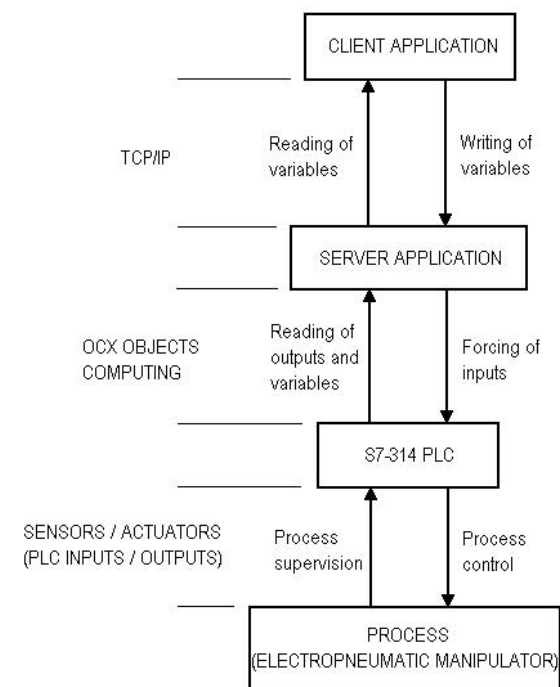 CLIENT APPLICATION
TCP/IP
Reading of
variables
Writing of
variables
SERVER APPLICATION
OCX OBJECTS
COMPUTING
Reading of
outputs and
variables
Forcing of
inputs
S7-314 PLC
SENSORS / ACTUATORS
(PLC INPUTS / OUTPUTS)
Process
supervision
Process
control
PROCESS
(ELECTROPNEUMATIC MANIPULATOR)